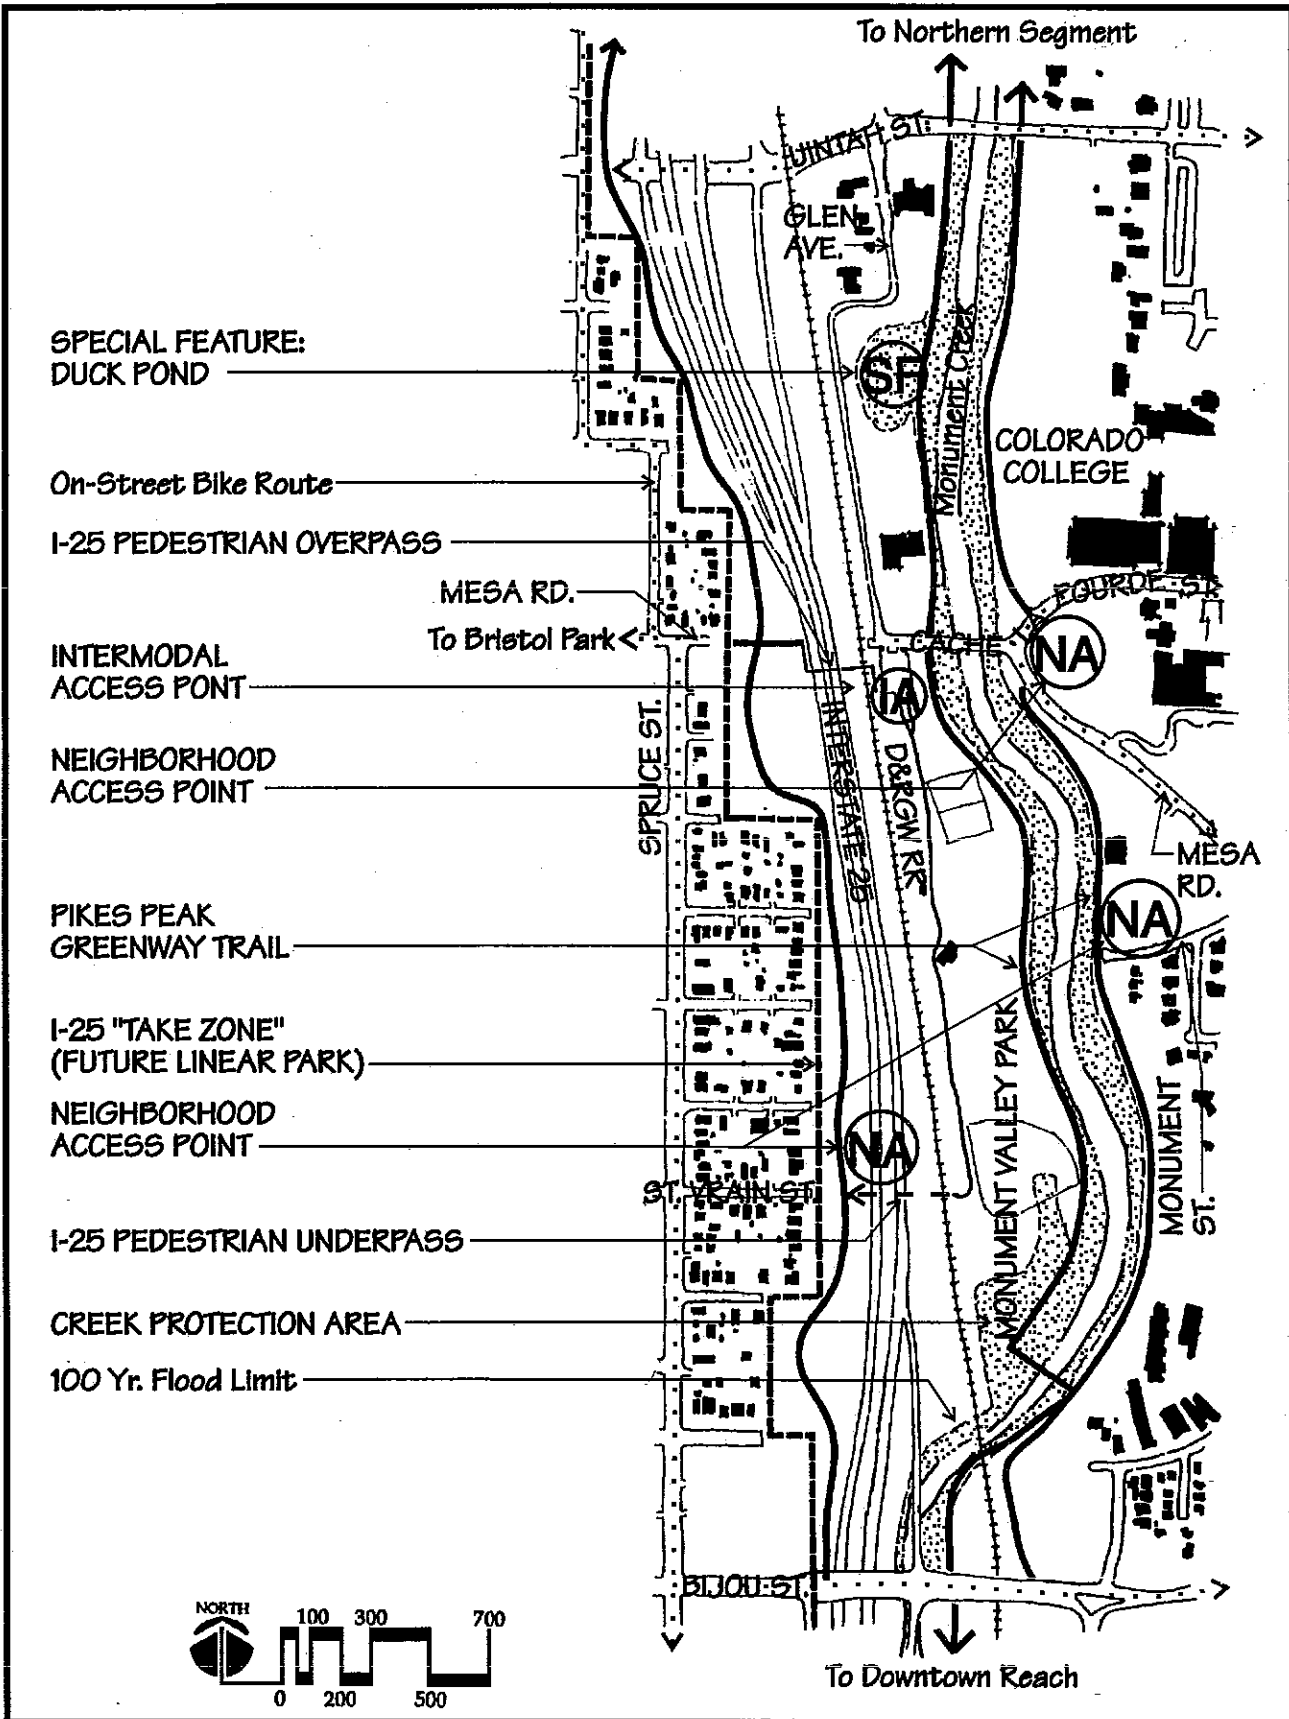 To Northern Segment
UINTAH ST.
GLEN
AVE.
SPECIAL FEATURE:
DUCK POND
SF
Monument Creek
COLORADO
COLLEGE
On-Street Bike Route
I-25 PEDESTRIAN OVERPASS
MESA RD.
To Bristol Park
CACHE
POURDE ST.
NA
INTERMODAL
ACCESS PONT
IA
SPRUCE ST.
INTERSTATE 25
D&RGW RR
NEIGHBORHOOD
ACCESS POINT
MESA
RD.
NA
PIKES PEAK
GREENWAY TRAIL
MONUMENT VALLEY PARK
I-25 "TAKE ZONE"
(FUTURE LINEAR PARK)
NEIGHBORHOOD
ACCESS POINT
NA
MONUMENT
ST.
ST. VRAIN ST.
I-25 PEDESTRIAN UNDERPASS
CREEK PROTECTION AREA
100 Yr. Flood Limit
BIJOU ST.
NORTH
100 300 700
0 200 500
To Downtown Reach